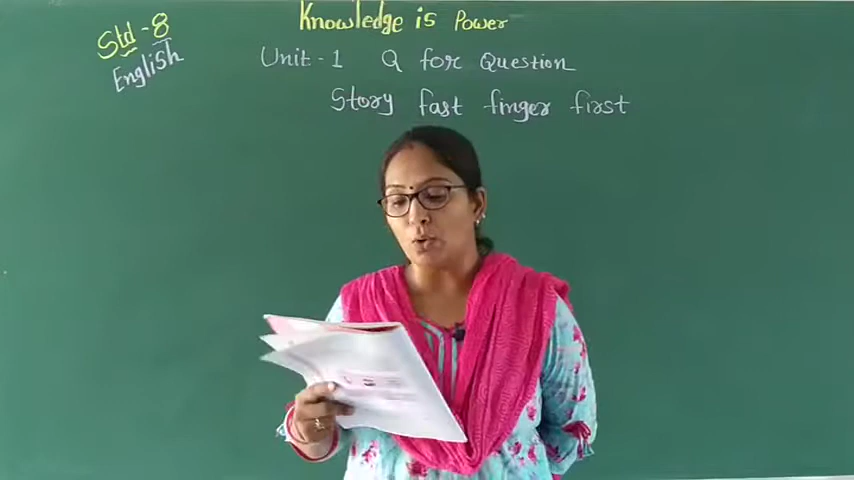 Knowledge is Power
Std - 8
English
Unit - 1 Q for Question
Story fast finger first